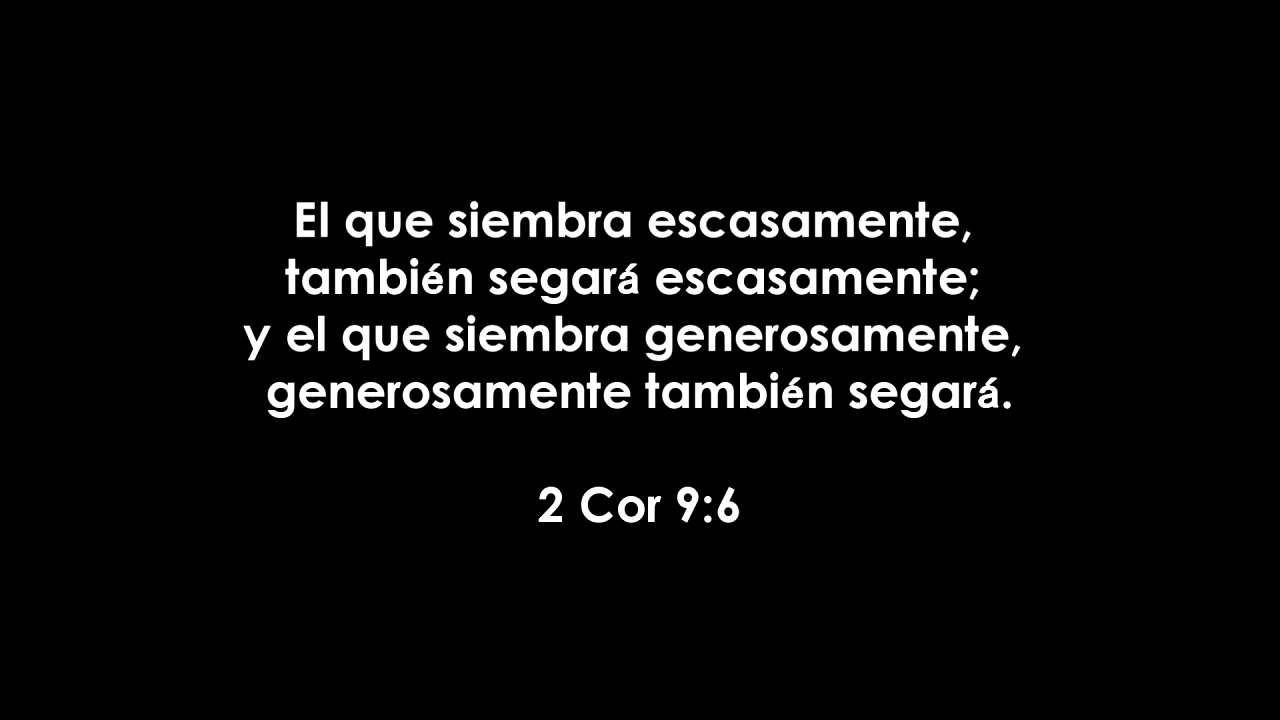 El que siembra escasamente,
también segará escasamente;
y el que siembra generosamente,
generosamente también segará.
2 Cor 9:6